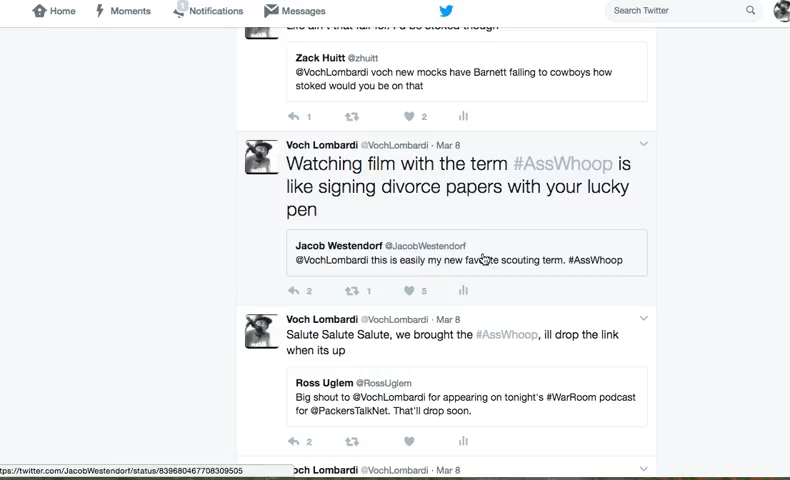 Home Moments Notifications Messages Search Twitter
1
Zack Huitt @zhuitt
@VochLombardi voch new mocks have Barnett falling to cowboys how
stoked would you be on that
1 2
Voch Lombardi @VochLombardi · Mar 8
Watching film with the term #AssWhoop is
like signing divorce papers with your lucky
pen
Jacob Westendorf @JacobWestendorf
@VochLombardi this is easily my new favorite scouting term. #AssWhoop
2 1 5
Voch Lombardi @VochLombardi · Mar 8
Salute Salute Salute, we brought the #AssWhoop, ill drop the link
when its up
Ross Uglem @RossUglem
Big shout to @VochLombardi for appearing on tonight's #WarRoom podcast
for @PackersTalkNet. That'll drop soon.
2
ttps://twitter.com/JacobWestendorf/status/839680467708309505
Voch Lombardi @VochLombardi · Mar 8